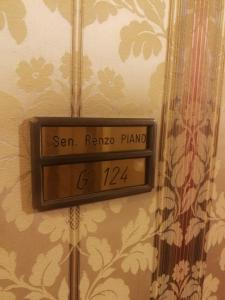 Sen. Renzo PIANO
G 124